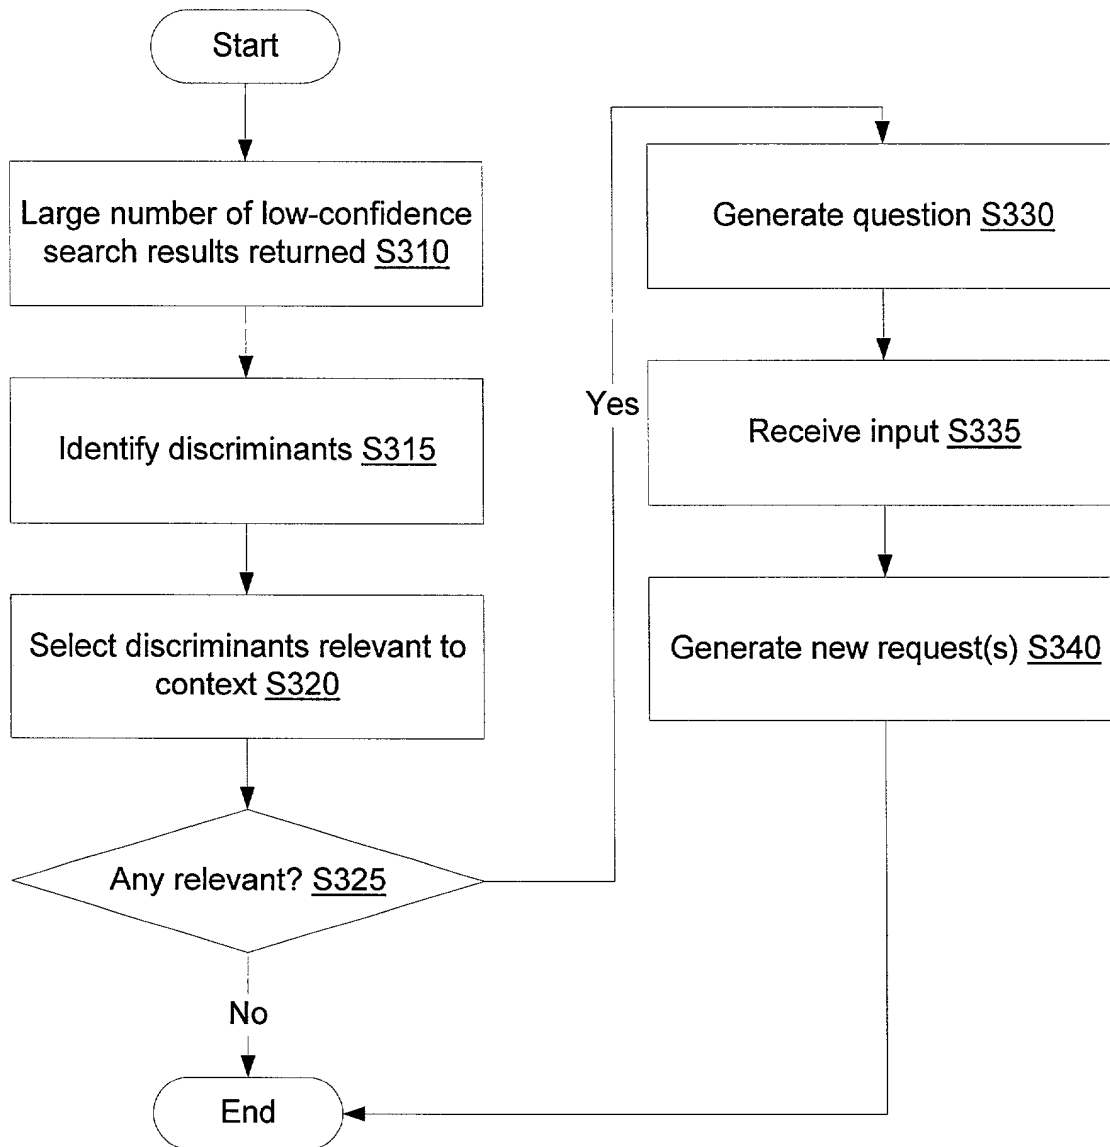 Start
Large number of low-confidence
search results returned S310
Identify discriminants S315
Select discriminants relevant to
context S320
Any relevant? S325
No
End
Yes
Generate question S330
Receive input S335
Generate new request(s) S340